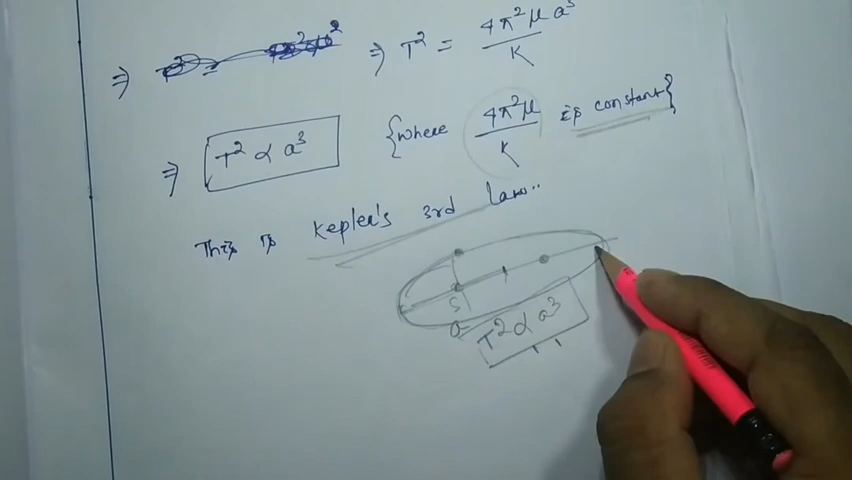 ⇒ T² = 4π²μa³/K
⇒ T² ∝ a³ {where 4π²μ/K is constant}
This is Kepler's 3rd law..
S
a
T² ∝ a³